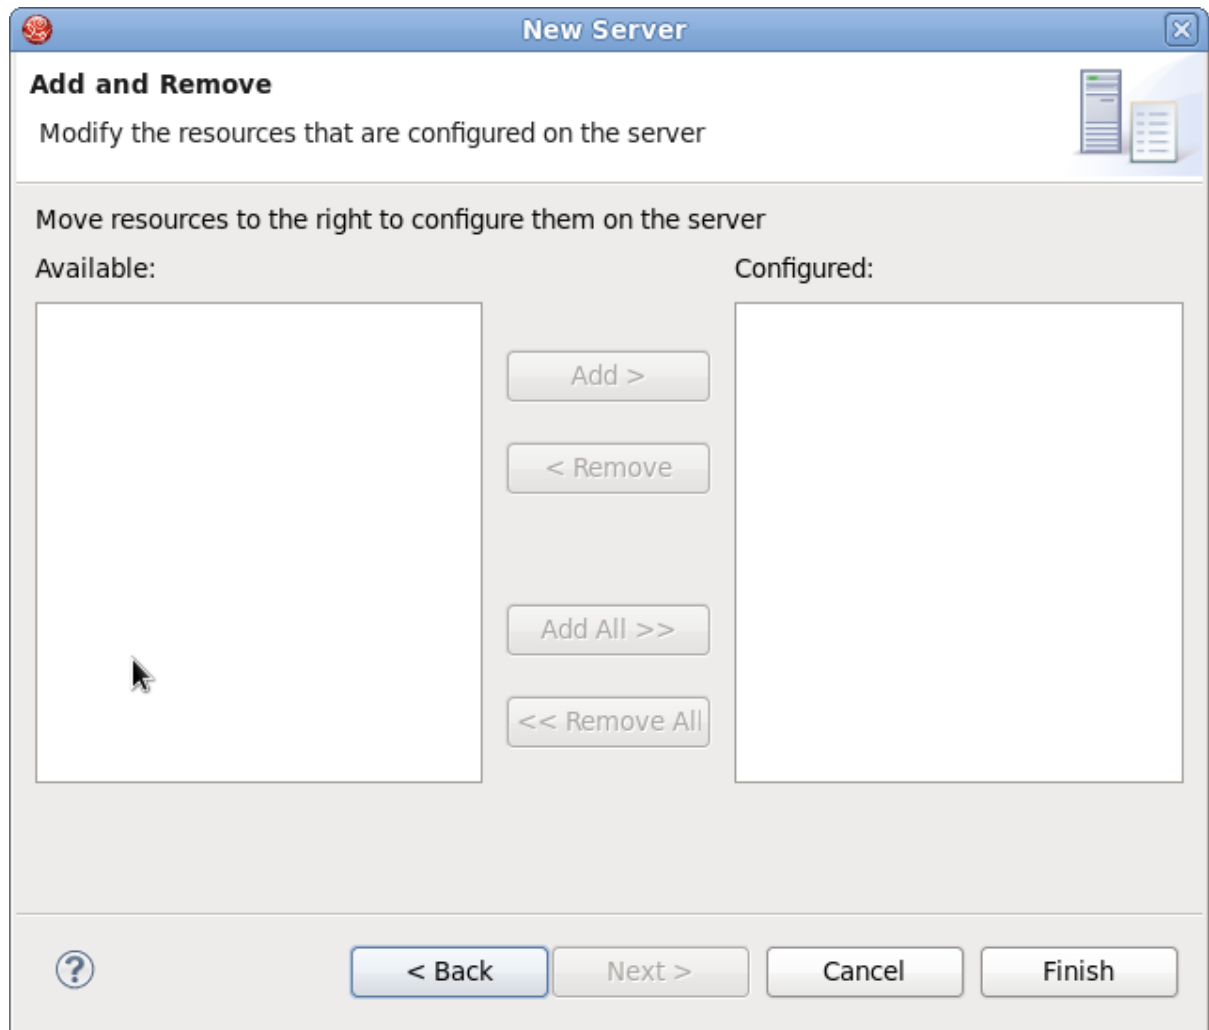 New Server
Add and Remove
Modify the resources that are configured on the server
Move resources to the right to configure them on the server
Available:
Configured:
Add >
< Remove
Add All >>
<< Remove All
?
< Back
Next >
Cancel
Finish